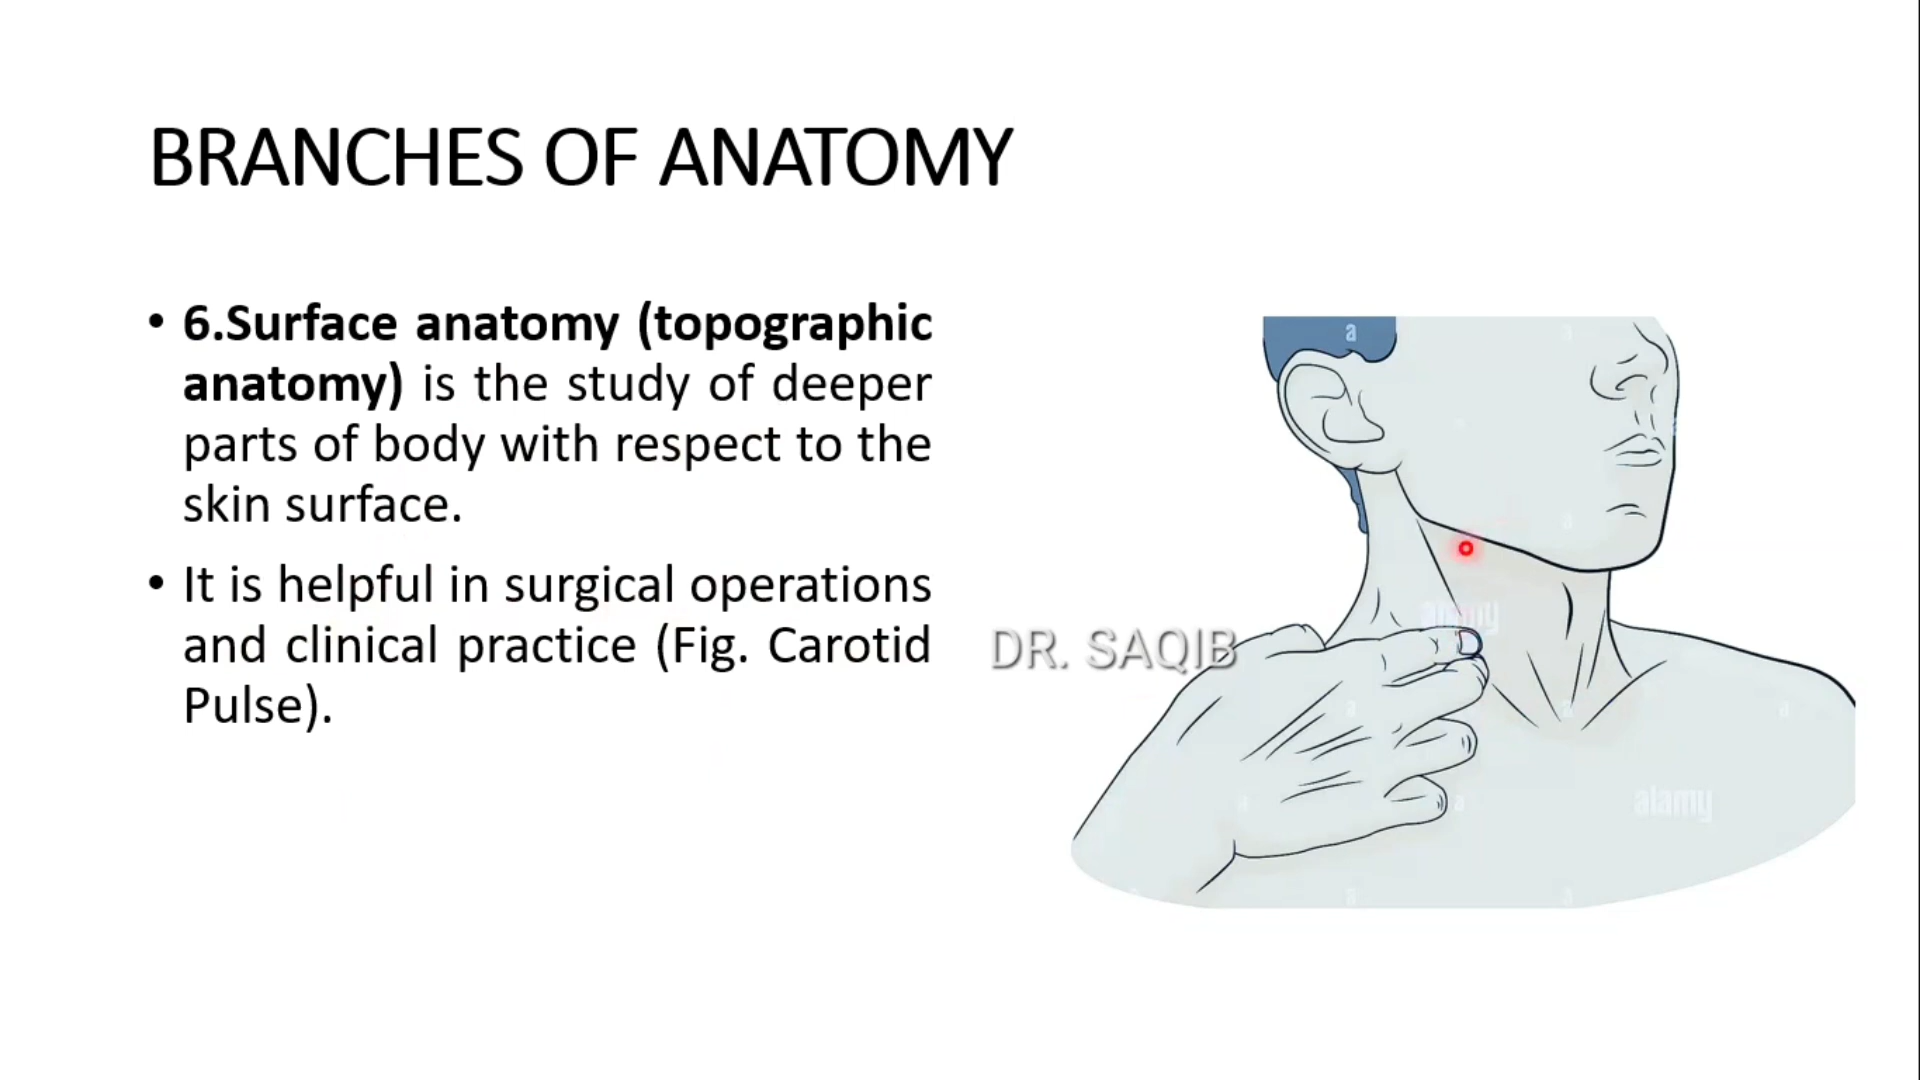 BRANCHES OF ANATOMY
• 6.Surface anatomy (topographic
anatomy) is the study of deeper
parts of body with respect to the
skin surface.
• It is helpful in surgical operations
and clinical practice (Fig. Carotid
Pulse).
DR. SAQIB
a
a
alamy
a
a
a
a
a
alamy
a
a